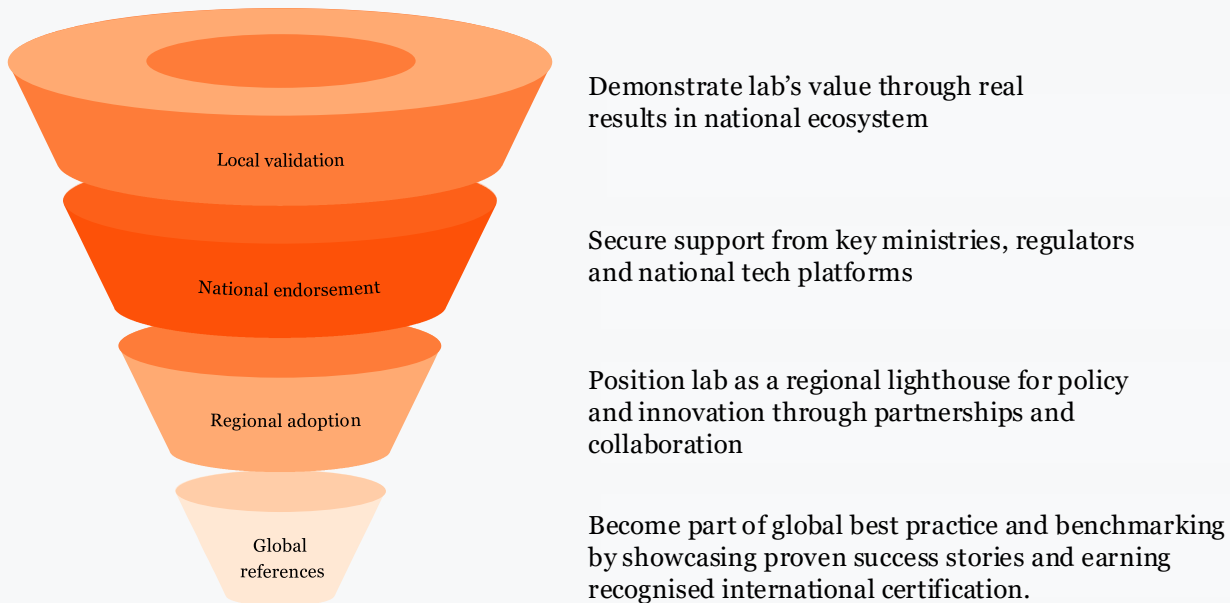 Local validation
Demonstrate lab's value through real
results in national ecosystem
National endorsement
Secure support from key ministries, regulators
and national tech platforms
Regional adoption
Position lab as a regional lighthouse for policy
and innovation through partnerships and
collaboration
Global
references
Become part of global best practice and benchmarking
by showcasing proven success stories and earning
recognised international certification.